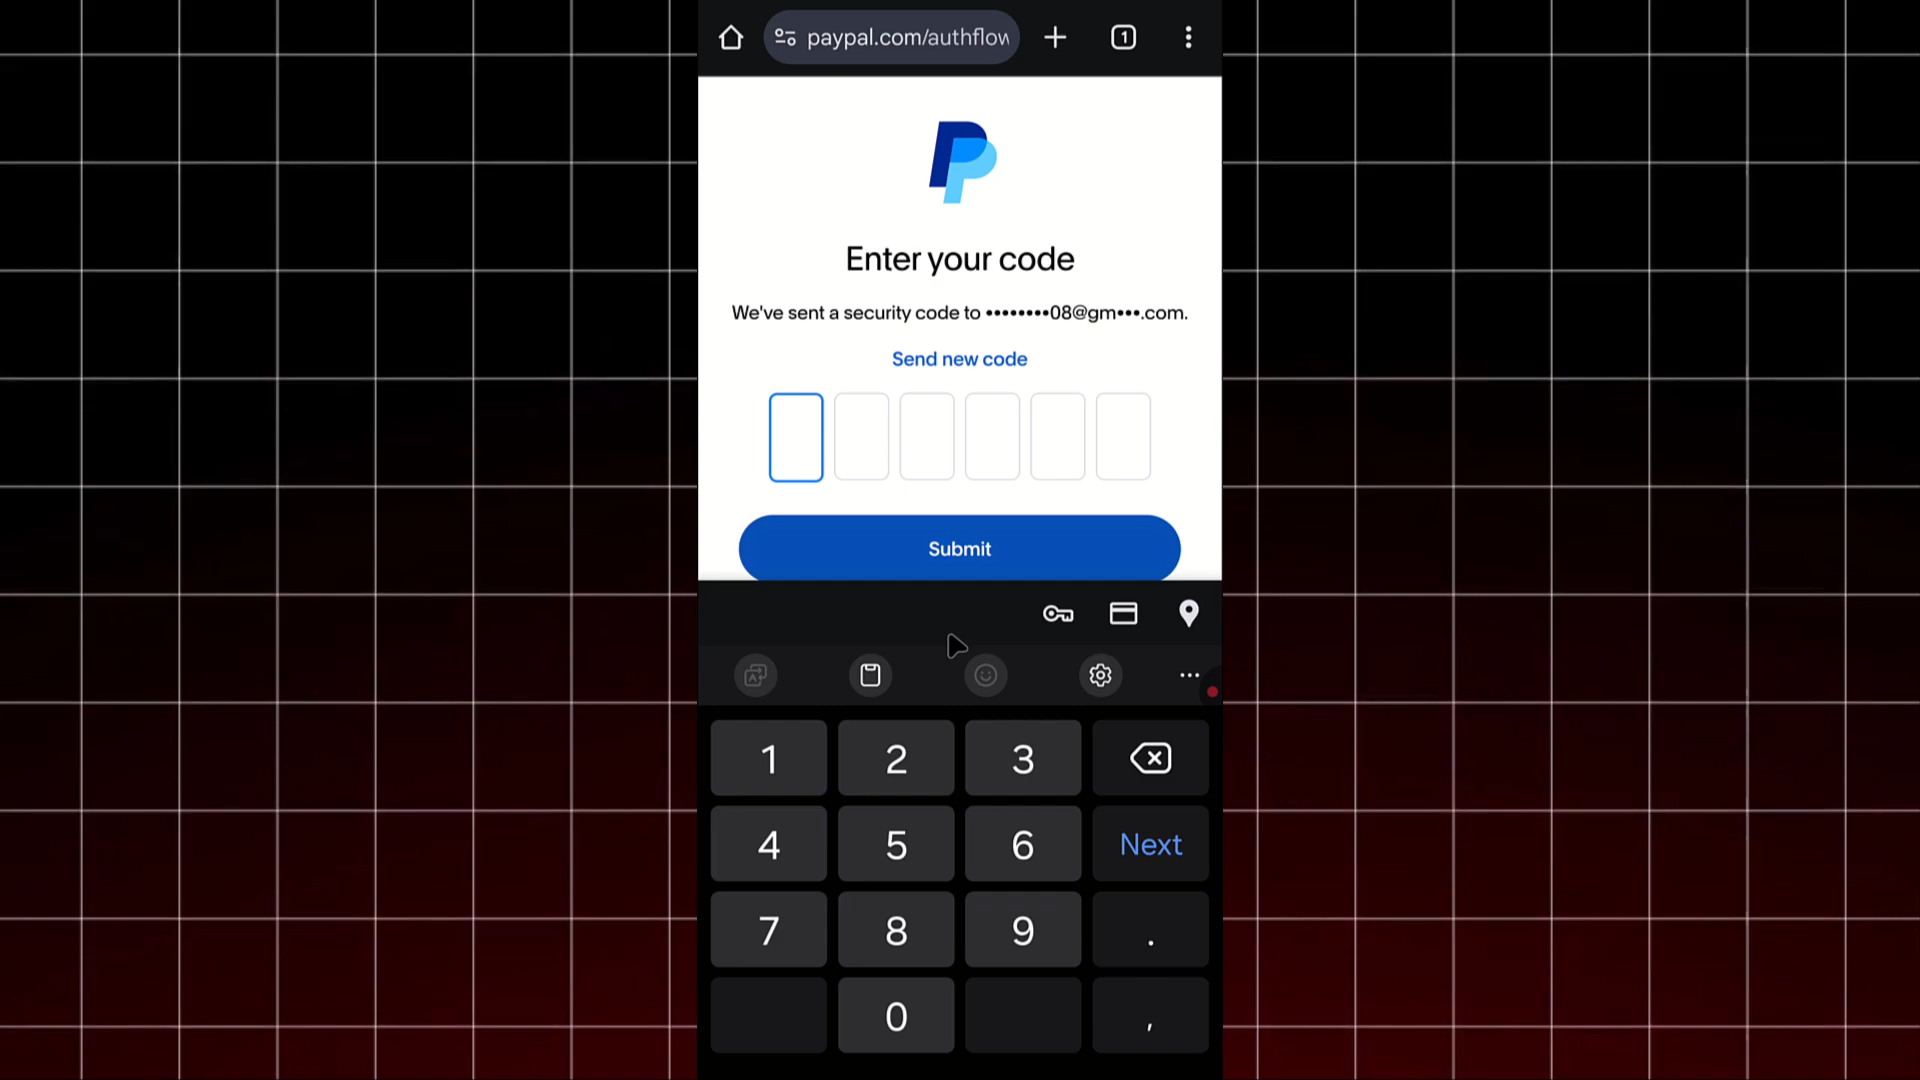 paypal.com/authflow
1
Enter your code
We've sent a security code to ••••••••08@gm•••.com.
Send new code
Submit
1 2 3
4 5 6 Next
7 8 9 .
0 ,